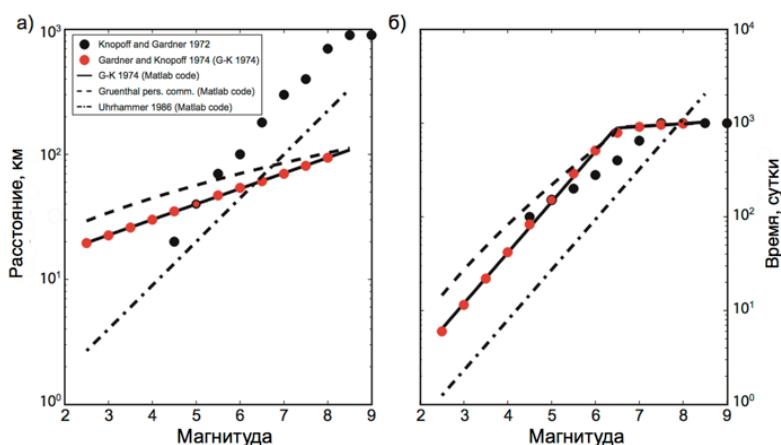 а)
10³
Knopoff and Gardner 1972
Gardner and Knopoff 1974 (G-K 1974)
G-K 1974 (Matlab code)
Gruenthal pers. comm. (Matlab code)
Uhrhammer 1986 (Matlab code)
10²
10¹
10⁰
Расстояние, км
2 3 4 5 6 7 8 9
Магнитуда
б)
10⁴
10³
10²
10¹
10⁰
Время, сутки
2 3 4 5 6 7 8 9
Магнитуда